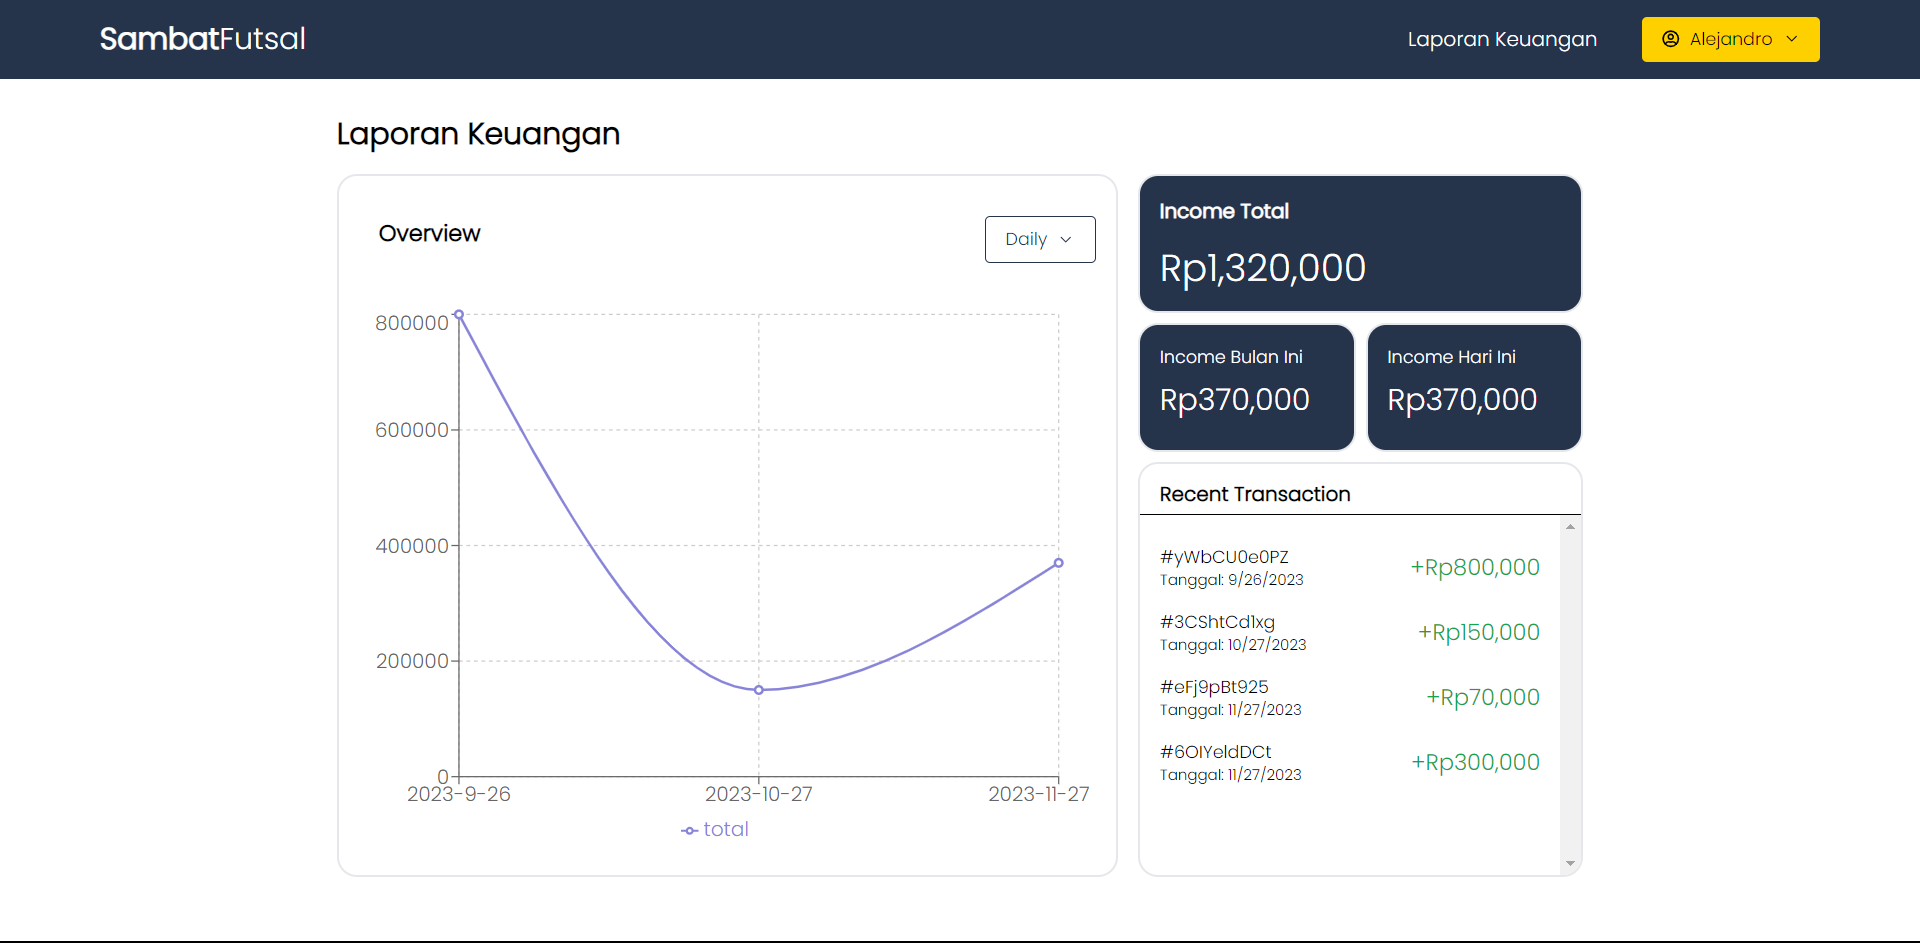 SambatFutsal
Laporan Keuangan
Alejandro
Laporan Keuangan
Overview
Daily
800000
600000
400000
200000
0
2023-9-26
2023-10-27
2023-11-27
total
Income Total
Rp1,320,000
Income Bulan Ini
Rp370,000
Income Hari Ini
Rp370,000
Recent Transaction
#yWbCU0e0PZ
Tanggal: 9/26/2023
+Rp800,000
#3CShtCd1xg
Tanggal: 10/27/2023
+Rp150,000
#eFj9pBt925
Tanggal: 11/27/2023
+Rp70,000
#6OIYeldDCt
Tanggal: 11/27/2023
+Rp300,000